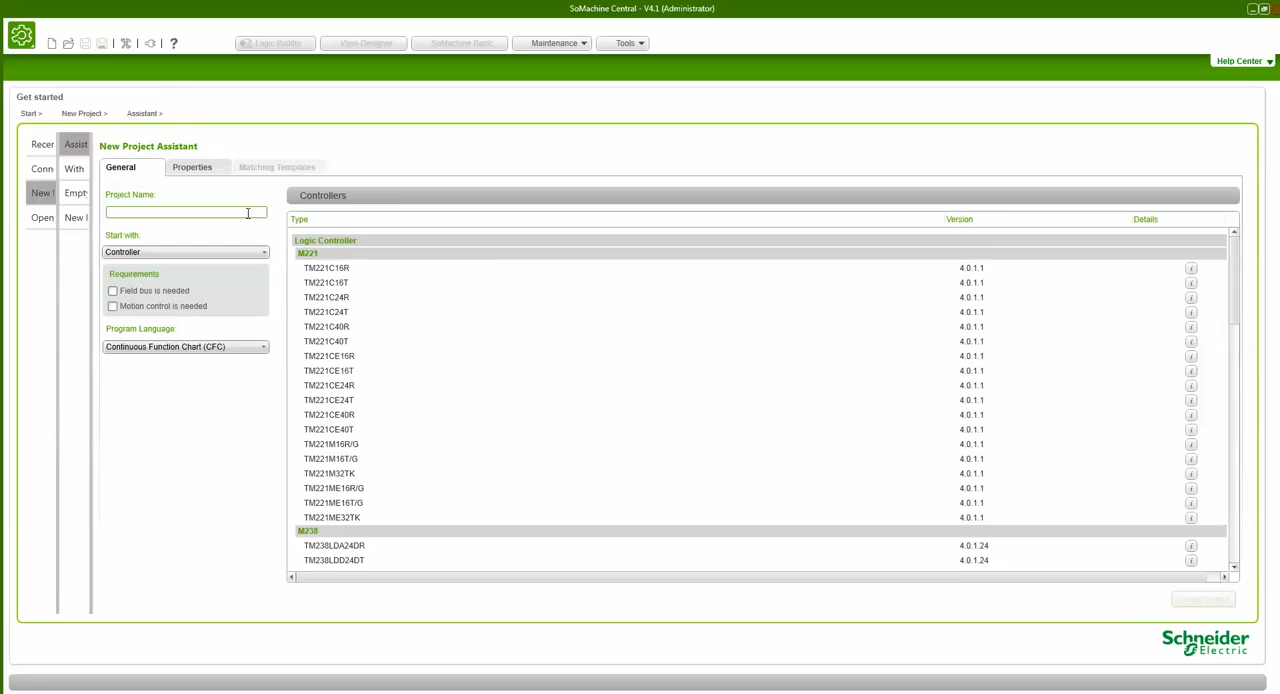 SoMachine Central - V4.1 (Administrator)
Logic Builder Vijeo-Designer SoMachine Basic Maintenance Tools
Help Center
Get started
Start > New Project > Assistant >
Recen
Conn
New I
Open
Assist
With
Empty
New I
New Project Assistant
General Properties Matching Templates
Project Name:
Start with:
Controller
Requirements
Field bus is needed
Motion control is needed
Program Language:
Continuous Function Chart (CFC)
Controllers
Type Version Details
Logic Controller
M221
TM221C16R 4.0.1.1
TM221C16T 4.0.1.1
TM221C24R 4.0.1.1
TM221C24T 4.0.1.1
TM221C40R 4.0.1.1
TM221C40T 4.0.1.1
TM221CE16R 4.0.1.1
TM221CE16T 4.0.1.1
TM221CE24R 4.0.1.1
TM221CE24T 4.0.1.1
TM221CE40R 4.0.1.1
TM221CE40T 4.0.1.1
TM221M16R/G 4.0.1.1
TM221M16T/G 4.0.1.1
TM221M32TK 4.0.1.1
TM221ME16R/G 4.0.1.1
TM221ME16T/G 4.0.1.1
TM221ME32TK 4.0.1.1
M238
TM238LDA24DR 4.0.1.24
TM238LDD24DT 4.0.1.24
Schneider
Electric